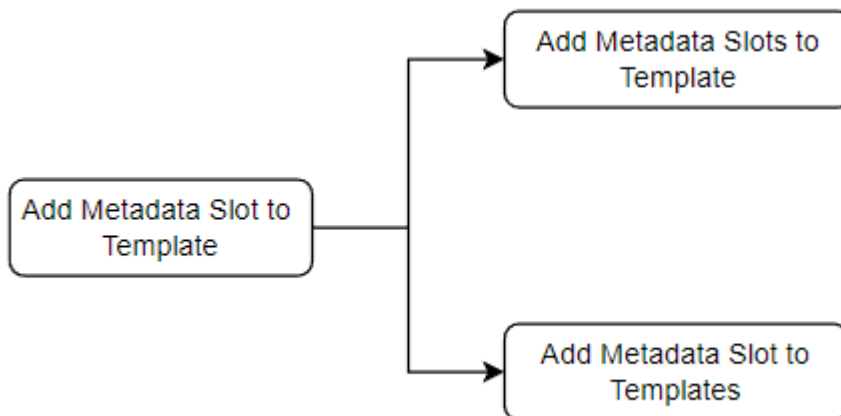 Add Metadata Slots to
Template
Add Metadata Slot to
Template
Add Metadata Slot to
Templates